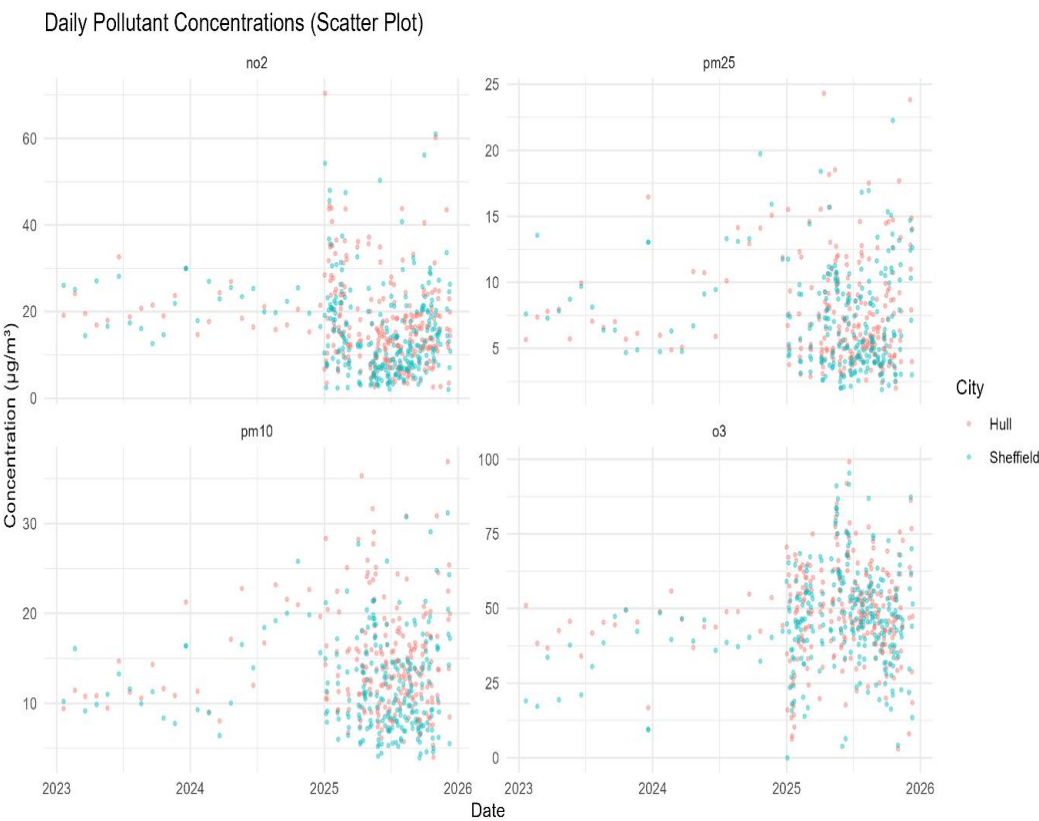 Daily Pollutant Concentrations (Scatter Plot)
no2
pm25
60
40
20
0
25
20
15
10
5
pm10
o3
30
20
10
100
75
50
25
0
2023
2024
2025
2026
2023
2024
2025
2026
Concentration (µg/m³)
Date
City
Hull
Sheffield